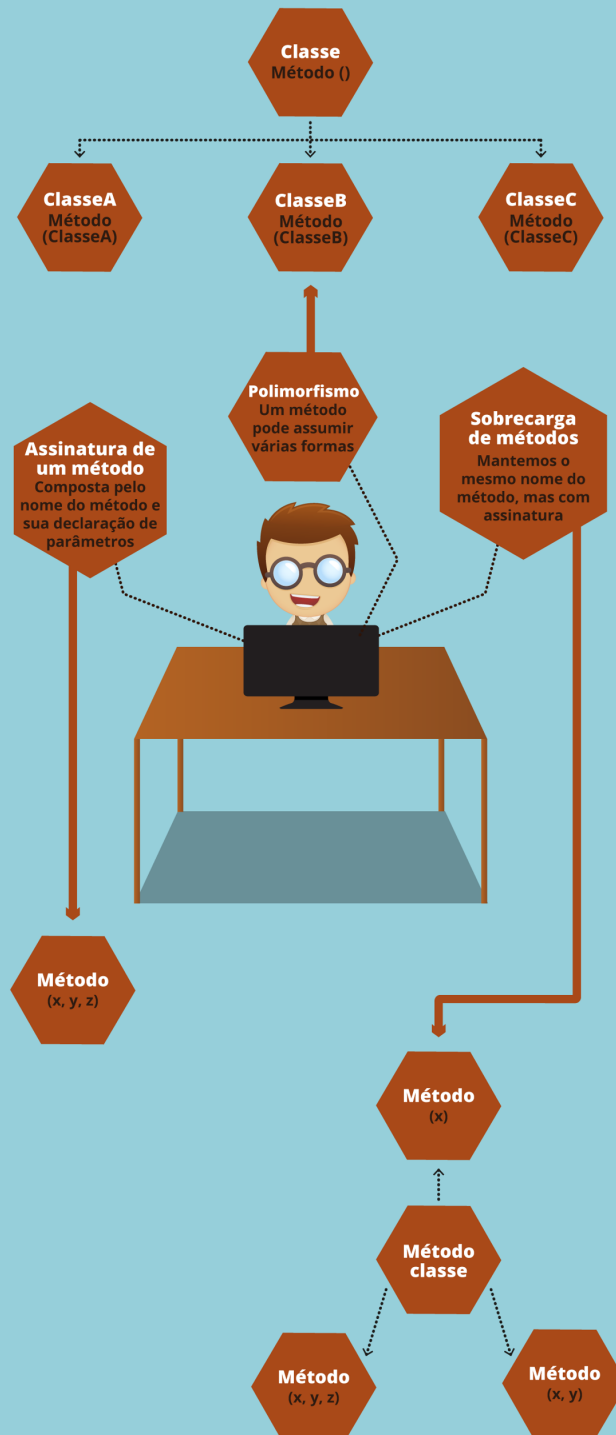 Classe
Método ()
ClasseA
Método
(ClasseA)
ClasseB
Método
(ClasseB)
ClasseC
Método
(ClasseC)
Polimorfismo
Um método
pode assumir
várias formas
Assinatura de
um método
Composta pelo
nome do método e
sua declaração de
parâmetros
Sobrecarga
de métodos
Mantemos o
mesmo nome do
método, mas com
assinatura
Método
(x, y, z)
Método
(x)
Método
classe
Método
(x, y, z)
Método
(x, y)